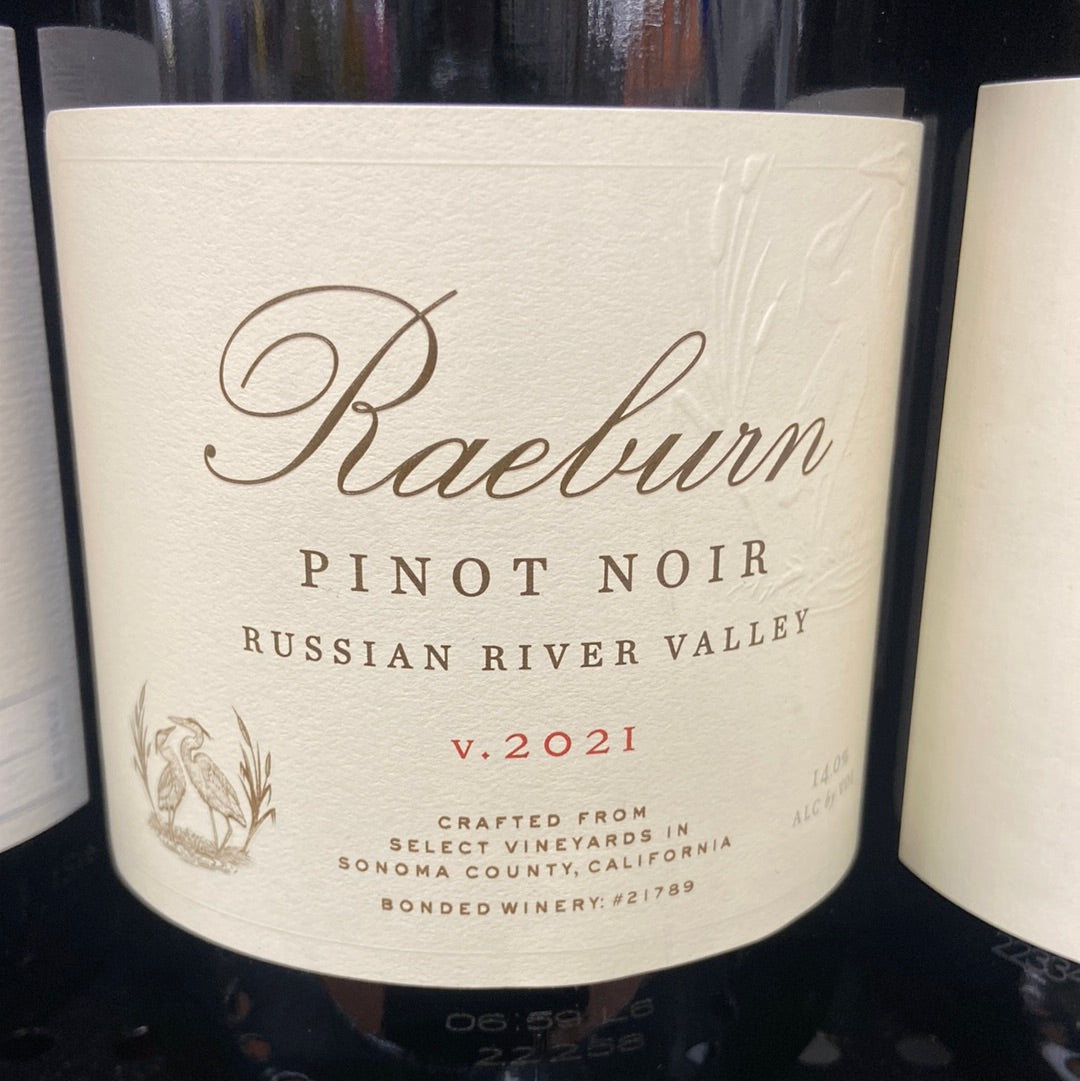 Raeburn
PINOT NOIR
RUSSIAN RIVER VALLEY
v.2021
14.0%
ALC by VOL
CRAFTED FROM
SELECT VINEYARDS IN
SONOMA COUNTY, CALIFORNIA
BONDED WINERY: #21789
22256